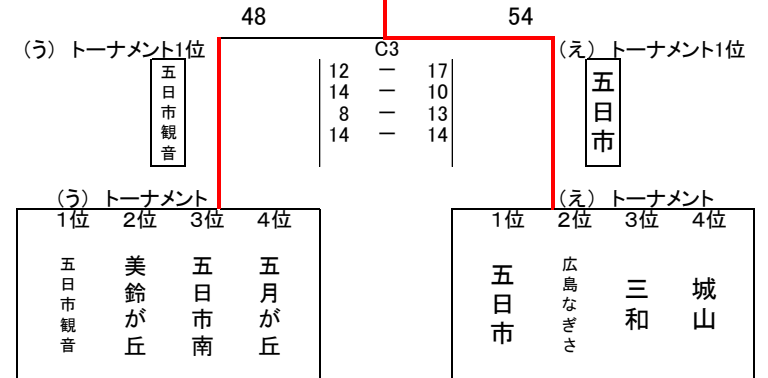 48 54
（う） トーナメント1位 C3 （え） トーナメント1位
五日市観音
12 － 17
14 － 10
8 － 13
14 － 14
五日市
（う） トーナメント
1位 2位 3位 4位
五日市観音
美鈴が丘
五日市南
五月が丘
（え） トーナメント
1位 2位 3位 4位
五日市
広島なぎさ
三和
城山